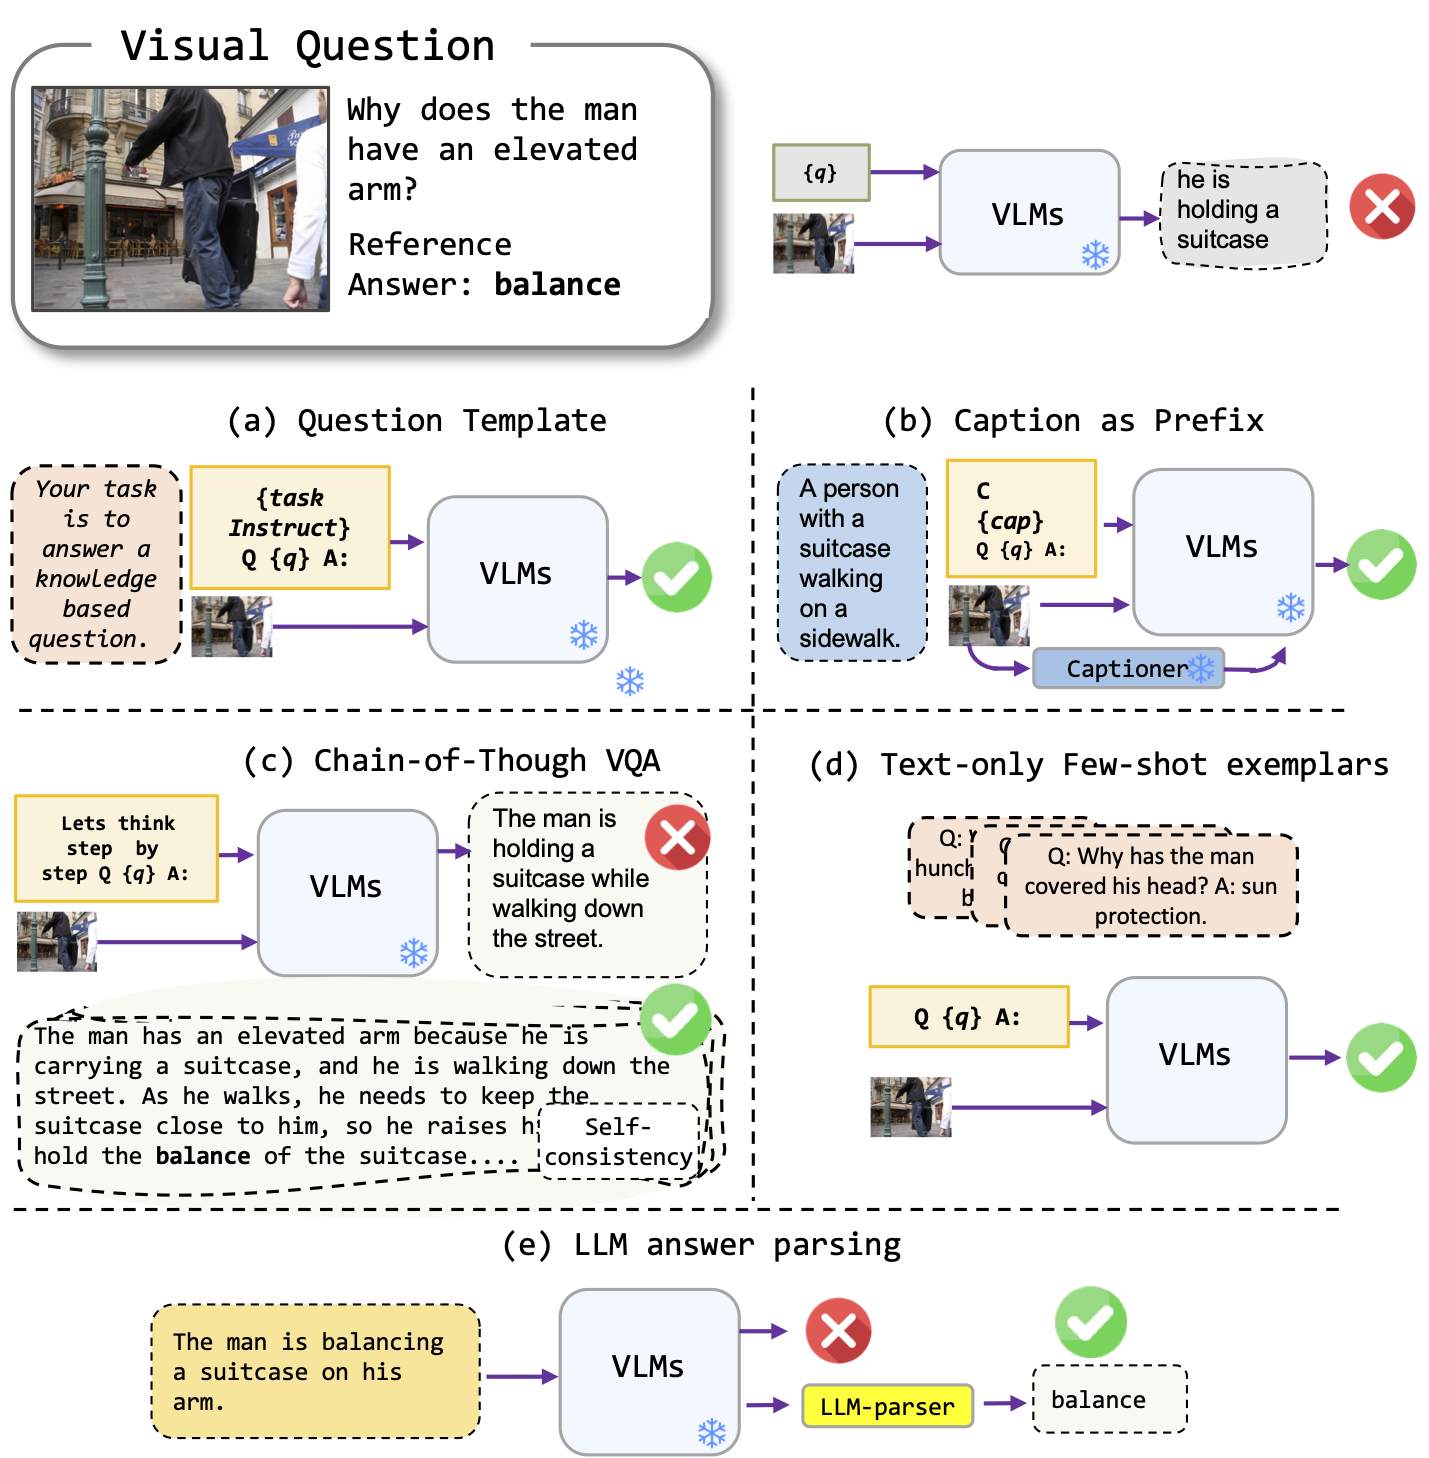 Visual Question
Why does the man
have an elevated
arm?
Reference
Answer: balance
{q}
VLMs
he is
holding a
suitcase
(a) Question Template
Your task
is to
answer a
knowledge
based
question.
{task
Instruct}
Q {q} A:
VLMs
(b) Caption as Prefix
A person
with a
suitcase
walking
on a
sidewalk.
C
{cap}
Q {q} A:
VLMs
Captioner
(c) Chain-of-Though VQA
Lets think
step by
step Q {q} A:
VLMs
The man is
holding a
suitcase while
walking down
the street.
The man has an elevated arm because he is
carrying a suitcase, and he is walking down the
street. As he walks, he needs to keep the
suitcase close to him, so he raises
hold the balance of the suitcase....
Self-
consistency
(d) Text-only Few-shot exemplars
Q:
Q: Why has the man
covered his head? A: sun
protection.
Q {q} A:
VLMs
(e) LLM answer parsing
The man is balancing
a suitcase on his
arm.
VLMs
LLM-parser
balance